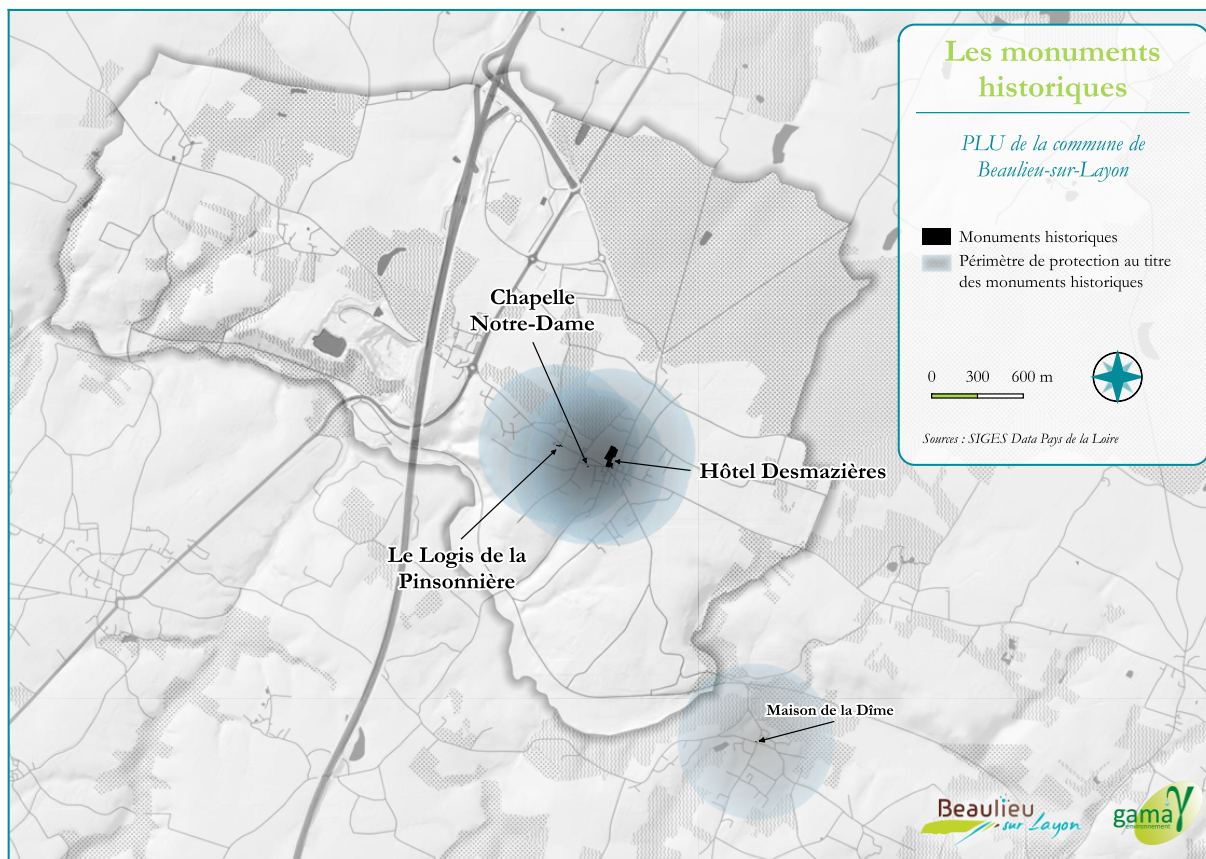 Les monuments
historiques
PLU de la commune de
Beaulieu-sur-Layon
Monuments historiques
Périmètre de protection au titre
des monuments historiques
0 300 600 m
Sources : SIGES Data Pays de la Loire
Chapelle
Notre-Dame
Hôtel Desmazières
Le Logis de la
Pinsonnière
Maison de la Dîme
Beaulieu
sur Layon
gama
environnement